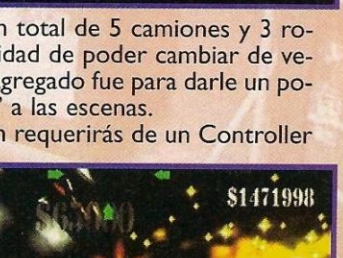 n total de 5 camiones y 3 ro-
idad de poder cambiar de ve-
gregado fue para darle un po-
" a las escenas.
n requerirás de un Controller
$1471998
$65000